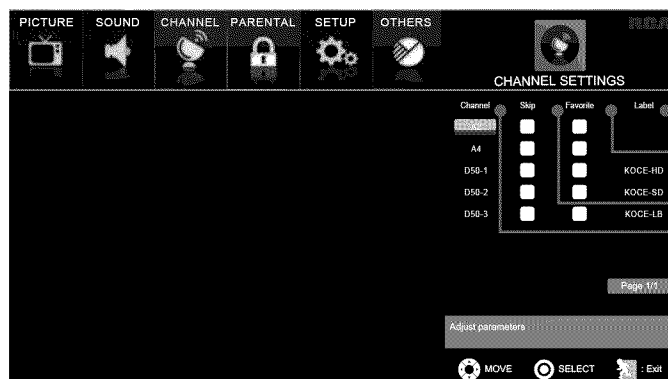 PICTURE SOUND CHANNEL PARENTAL SETUP OTHERS
RCA
CHANNEL SETTINGS
Channel Skip Favorite Label
A4
D50-1 KOCE-HD
D50-2 KOCE-SD
D50-3 KOCE-LB
Page 1/1
Adjust parameters
MOVE SELECT : Exit